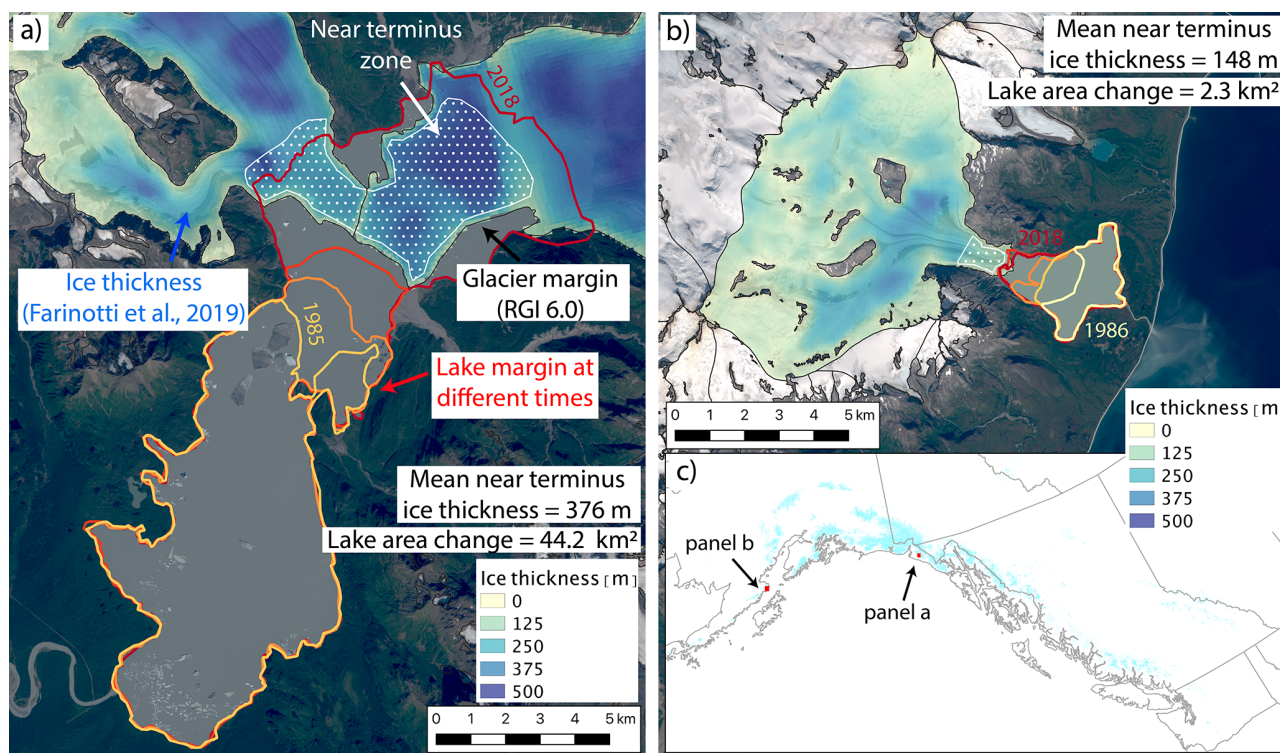 a)
Near terminus
zone
2018
Ice thickness
(Farinotti et al., 2019)
Glacier margin
(RGI 6.0)
1985
Lake margin at
different times
Mean near terminus
ice thickness = 376 m
Lake area change = 44.2 km²
Ice thickness [m]
0
125
250
375
500
0 1 2 3 4 5 km
b)
Mean near terminus
ice thickness = 148 m
Lake area change = 2.3 km²
2018
1986
0 1 2 3 4 5 km
Ice thickness [m
0
125
250
375
500
c)
panel b
panel a